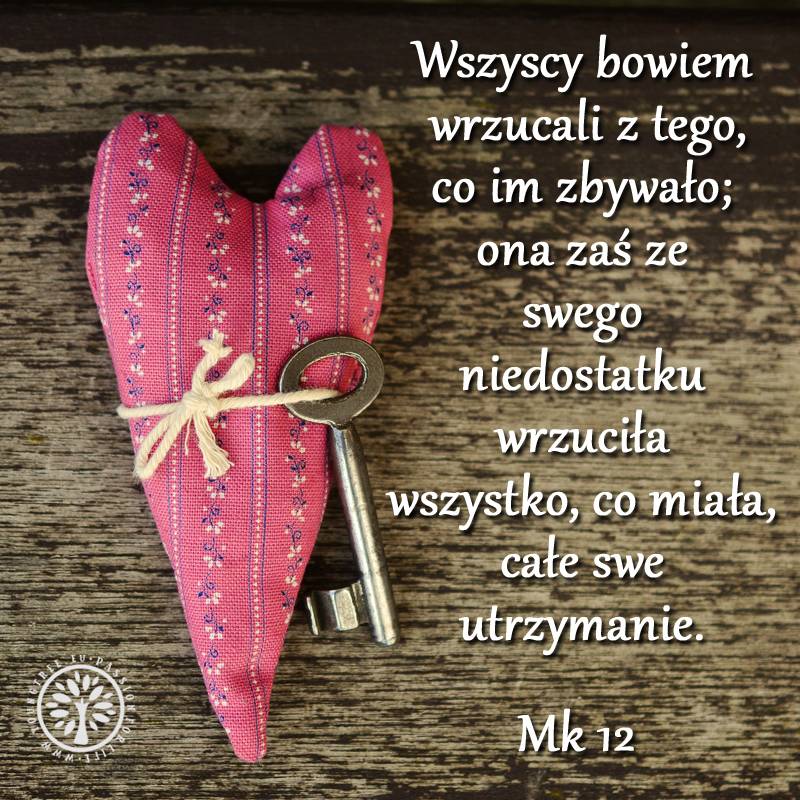 Wszyscy bowiem
wrzucali z tego,
co im zbywało;
ona zaś ze
swego
niedostatku
wrzuciła
wszystko, co miała,
całe swe
utrzymanie.
Mk 12